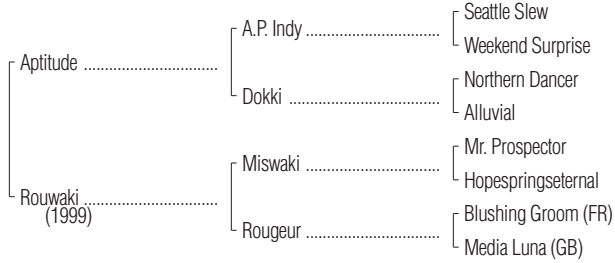 Seattle Slew
A.P. Indy
Weekend Surprise
Aptitude
Northern Dancer
Dokki
Alluvial
Mr. Prospector
Miswaki
Hopespringseternal
Rouwaki
(1999)
Blushing Groom (FR)
Rougeur
Media Luna (GB)